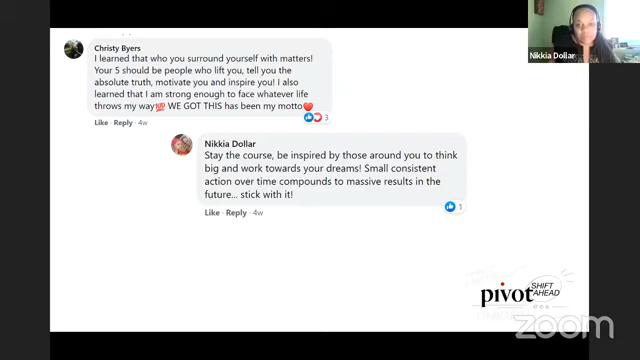 Christy Byers
I learned that who you surround yourself with matters!
Your 5 should be people who lift you, tell you the
absolute truth, motivate you and inspire you! I also
learned that I am strong enough to face whatever life
throws my way💯 WE GOT THIS has been my motto❤️
3
Like · Reply · 4w
Nikkia Dollar
Stay the course, be inspired by those around you to think
big and work towards your dreams! Small consistent
action over time compounds to massive results in the
future... stick with it!
1
Like · Reply · 4w
Nikkia Dollar
pivot
SHIFT
AHEAD
zoom